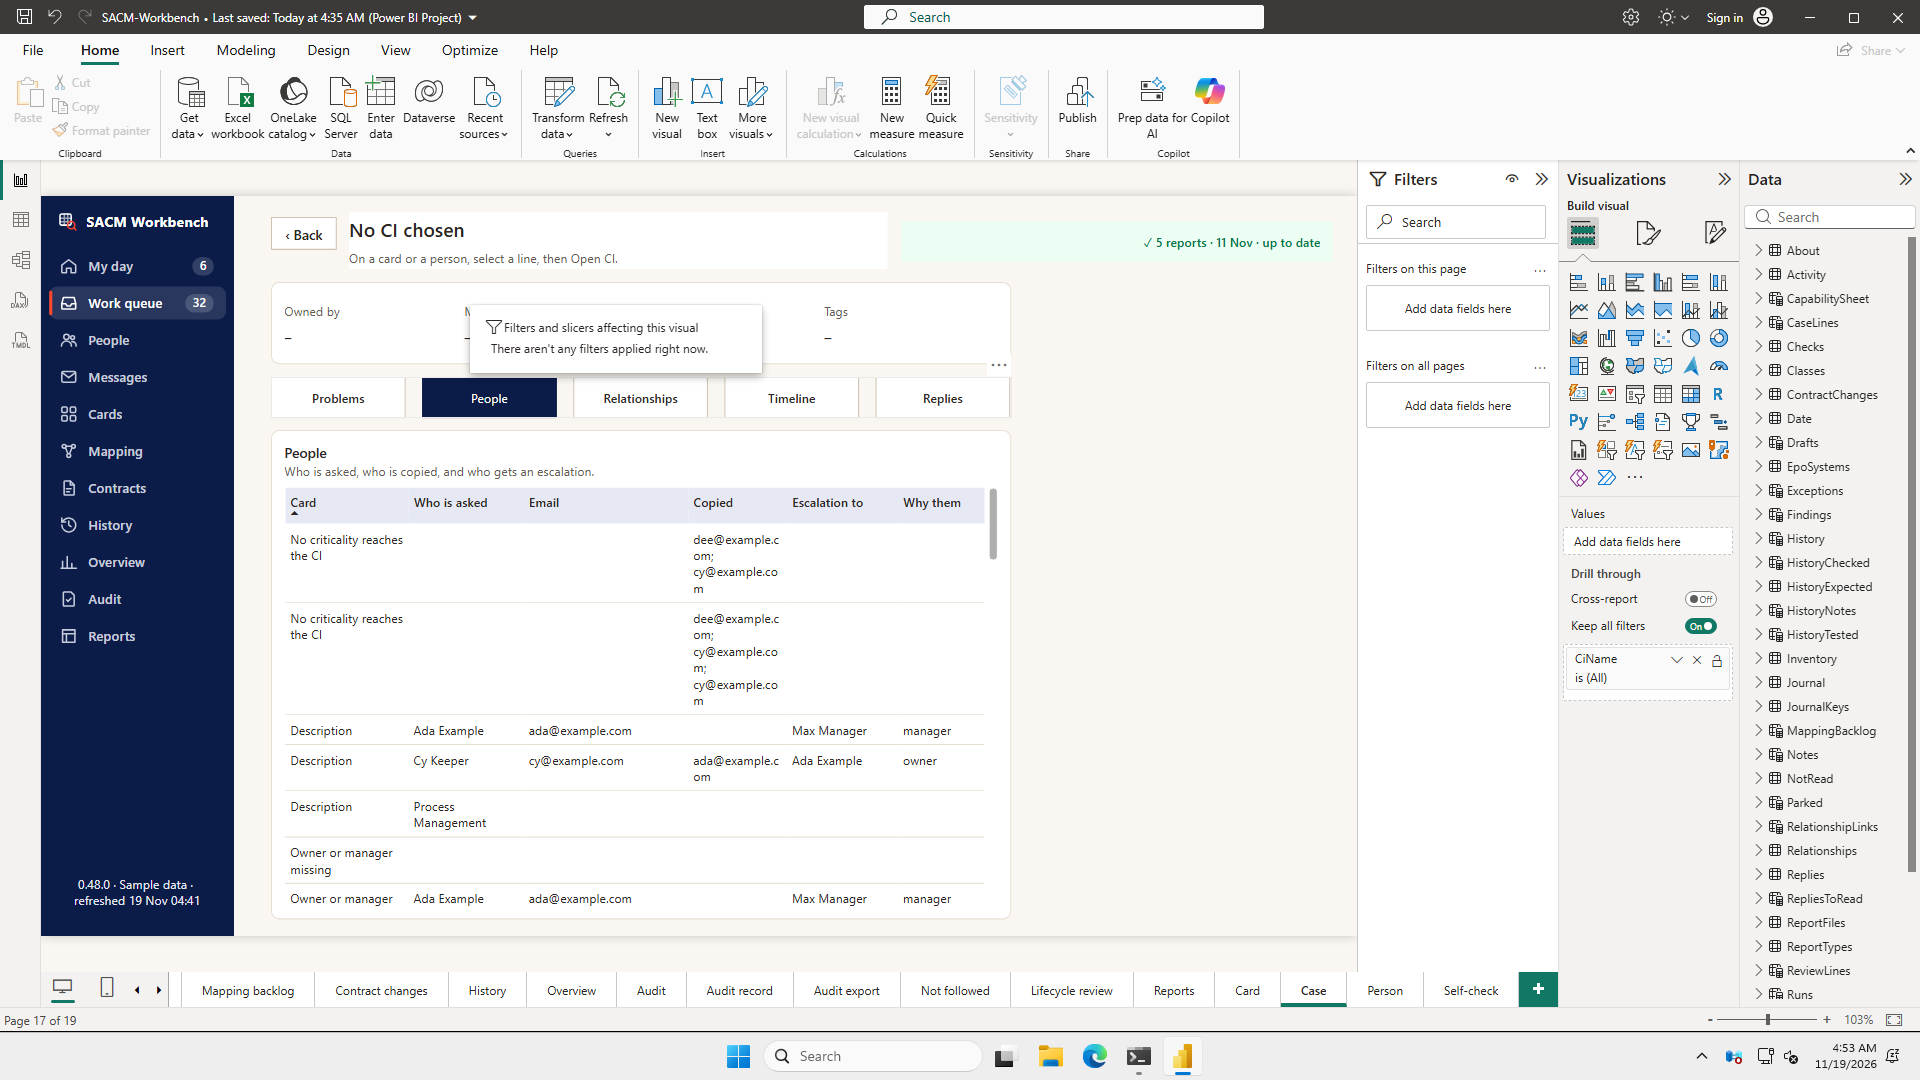 SACM-Workbench • Last saved: Today at 4:35 AM (Power BI Project)
Search
Sign in
File
Home
Insert
Modeling
Design
View
Optimize
Help
Share
Paste
Cut
Copy
Format painter
Clipboard
Get data
Excel workbook
OneLake catalog
SQL Server
Enter data
Dataverse
Recent sources
Data
Transform data
Refresh
Queries
New visual
Text box
More visuals
Insert
New visual calculation
New measure
Quick measure
Calculations
Sensitivity
Sensitivity
Publish
Share
Prep data for AI
Copilot
Copilot
SACM Workbench
My day 6
Work queue 32
People
Messages
Cards
Mapping
Contracts
History
Overview
Audit
Reports
0.48.0 · Sample data ·
refreshed 19 Nov 04:41
‹ Back
No CI chosen
On a card or a person, select a line, then Open CI.
✓ 5 reports · 11 Nov · up to date
Owned by
–
Tags
–
Filters and slicers affecting this visual
There aren't any filters applied right now.
Problems
People
Relationships
Timeline
Replies
People
Who is asked, who is copied, and who gets an escalation.
Card Who is asked Email Copied Escalation to Why them
No criticality reaches the CI dee@example.com; cy@example.com
No criticality reaches the CI dee@example.com; cy@example.com; cy@example.com
Description Ada Example ada@example.com Max Manager manager
Description Cy Keeper cy@example.com ada@example.com Ada Example owner
Description Process Management
Owner or manager missing
Owner or manager Ada Example ada@example.com Max Manager manager
Filters
Search
Filters on this page
Add data fields here
Filters on all pages
Add data fields here
Visualizations
Build visual
Values
Add data fields here
Drill through
Cross-report Off
Keep all filters On
CiName
is (All)
Data
Search
About
Activity
CapabilitySheet
CaseLines
Checks
Classes
ContractChanges
Date
Drafts
EpoSystems
Exceptions
Findings
History
HistoryChecked
HistoryExpected
HistoryNotes
HistoryTested
Inventory
Journal
JournalKeys
MappingBacklog
Notes
NotRead
Parked
RelationshipLinks
Relationships
Replies
RepliesToRead
ReportFiles
ReportTypes
ReviewLines
Runs
Mapping backlog
Contract changes
History
Overview
Audit
Audit record
Audit export
Not followed
Lifecycle review
Reports
Card
Case
Person
Self-check
+
Page 17 of 19
- + 103%
Search
4:53 AM
11/19/2026